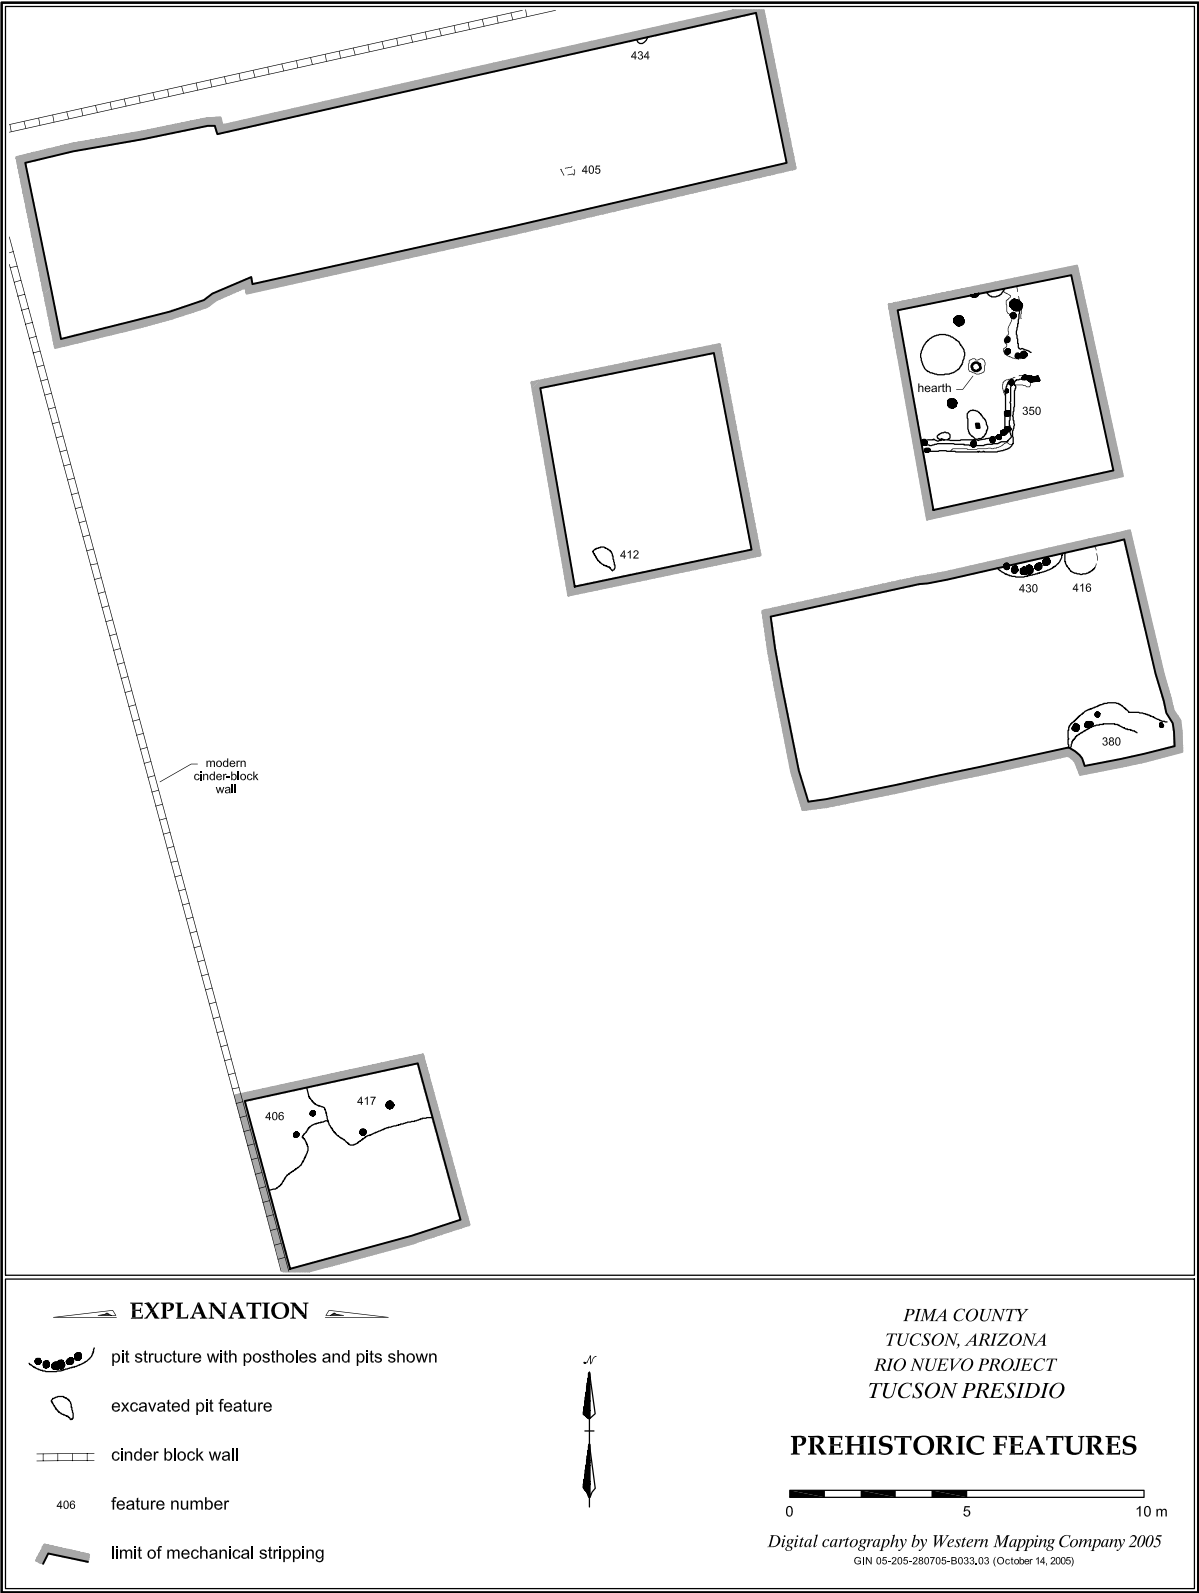 434
405
hearth
350
412
430 416
380
modern
cinder-block
wall
406 417
EXPLANATION
pit structure with postholes and pits shown
excavated pit feature
cinder block wall
406 feature number
limit of mechanical stripping
N
PIMA COUNTY
TUCSON, ARIZONA
RIO NUEVO PROJECT
TUCSON PRESIDIO
PREHISTORIC FEATURES
0 5 10 m
Digital cartography by Western Mapping Company 2005
GIN 05-205-280705-B033.03 (October 14, 2005)